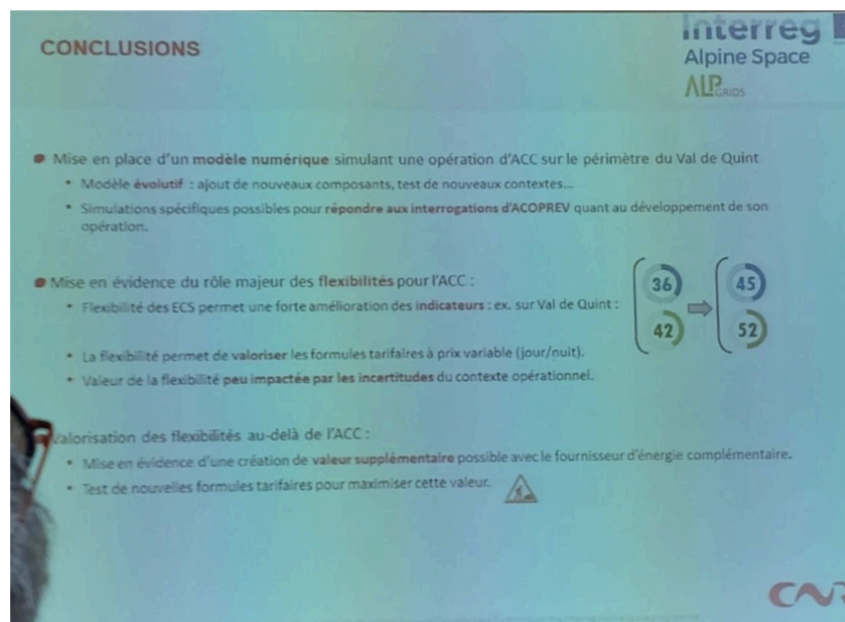 CONCLUSIONS
Interreg
Alpine Space
ALPGRIDS
Mise en place d'un modèle numérique simulant une opération d'ACC sur le périmètre du Val de Quint
• Modèle évolutif : ajout de nouveaux composants, test de nouveaux contextes...
• Simulations spécifiques possibles pour répondre aux interrogations d'ACOPREV quant au développement de son
opération.
Mise en évidence du rôle majeur des flexibilités pour l'ACC :
• Flexibilité des ECS permet une forte amélioration des indicateurs : ex. sur Val de Quint :
36 45
42 52
• La flexibilité permet de valoriser les formules tarifaires à prix variable (jour/nuit).
• Valeur de la flexibilité peu impactée par les incertitudes du contexte opérationnel.
Valorisation des flexibilités au-delà de l'ACC :
• Mise en évidence d'une création de valeur supplémentaire possible avec le fournisseur d'énergie complémentaire.
• Test de nouvelles formules tarifaires pour maximiser cette valeur.
CNR